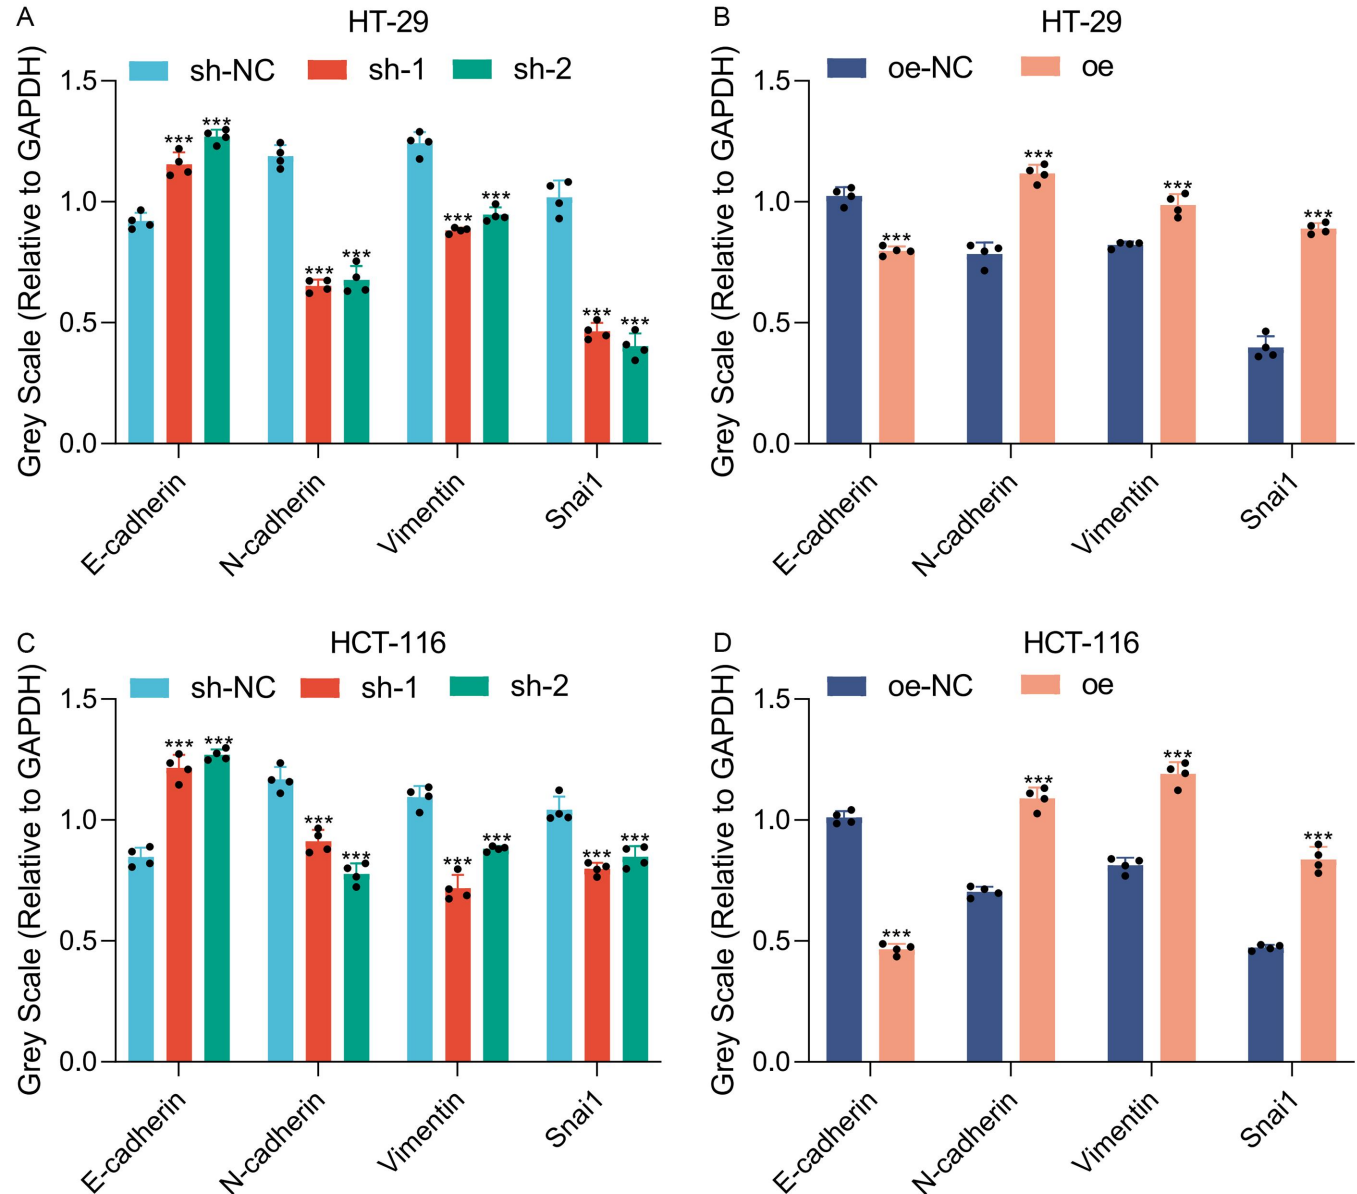 A
HT-29
sh-NC sh-1 sh-2
Grey Scale (Relative to GAPDH)
1.5
1.0
0.5
0.0
*** *** *** *** *** *** *** ***
E-cadherin N-cadherin Vimentin Snai1
B
HT-29
oe-NC oe
Grey Scale (Relative to GAPDH)
1.5
1.0
0.5
0.0
*** *** *** ***
E-cadherin N-cadherin Vimentin Snai1
C
HCT-116
sh-NC sh-1 sh-2
Grey Scale (Relative to GAPDH)
1.5
1.0
0.5
0.0
*** *** *** *** *** *** *** ***
E-cadherin N-cadherin Vimentin Snai1
D
HCT-116
oe-NC oe
Grey Scale (Relative to GAPDH)
1.5
1.0
0.5
0.0
*** *** *** ***
E-cadherin N-cadherin Vimentin Snai1